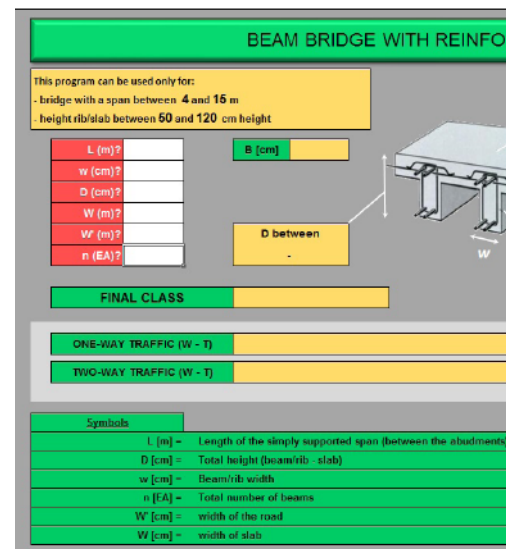 BEAM BRIDGE WITH REINFO
This program can be used only for:
- bridge with a span between 4 and 15 m
- height rib/slab between 50 and 120 cm height
L (m)?
B [cm]
w (cm)?
D (cm)?
W (m)?
W' (m)?
D between
n (EA)?
-
W
FINAL CLASS
ONE-WAY TRAFFIC (W - T)
TWO-WAY TRAFFIC (W - T)
Symbols
L [m] = Length of the simply supported span (between the abudments)
D [cm] = Total height (beam/rib - slab)
w [cm] = Beam/rib width
n [EA] = Total number of beams
W' [cm] = width of the road
W [cm] = width of slab